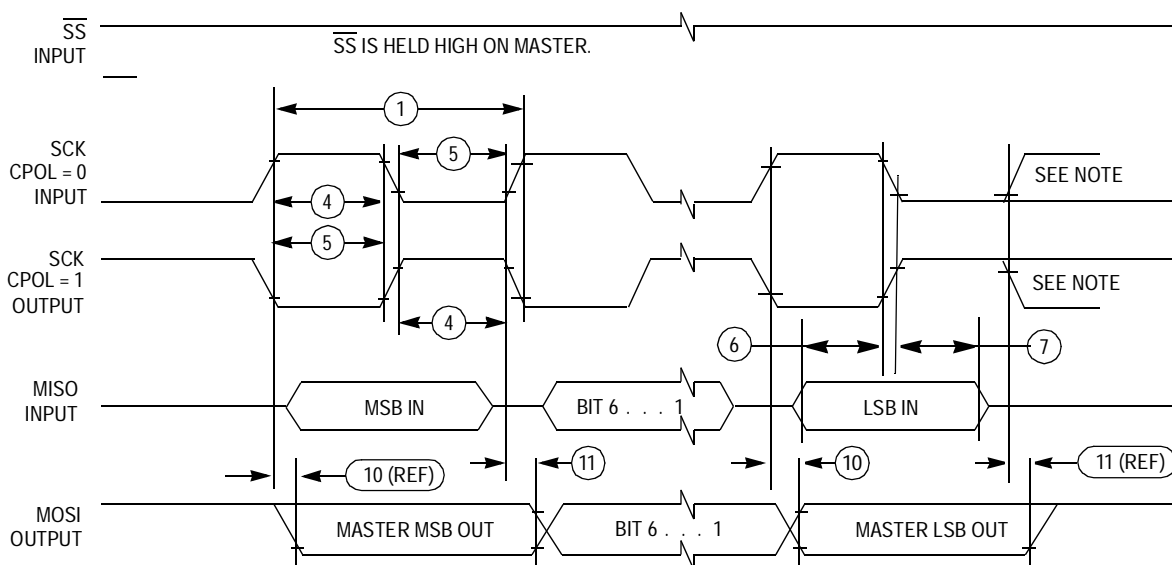 SS
INPUT
SS IS HELD HIGH ON MASTER.
1
SCK
CPOL = 0
INPUT
5
SEE NOTE
4
5
SCK
CPOL = 1
OUTPUT
SEE NOTE
4
6
7
MISO
INPUT
MSB IN
BIT 6 . . . 1
LSB IN
10 (REF)
11
10
11 (REF)
MOSI
OUTPUT
MASTER MSB OUT
BIT 6 . . . 1
MASTER LSB OUT